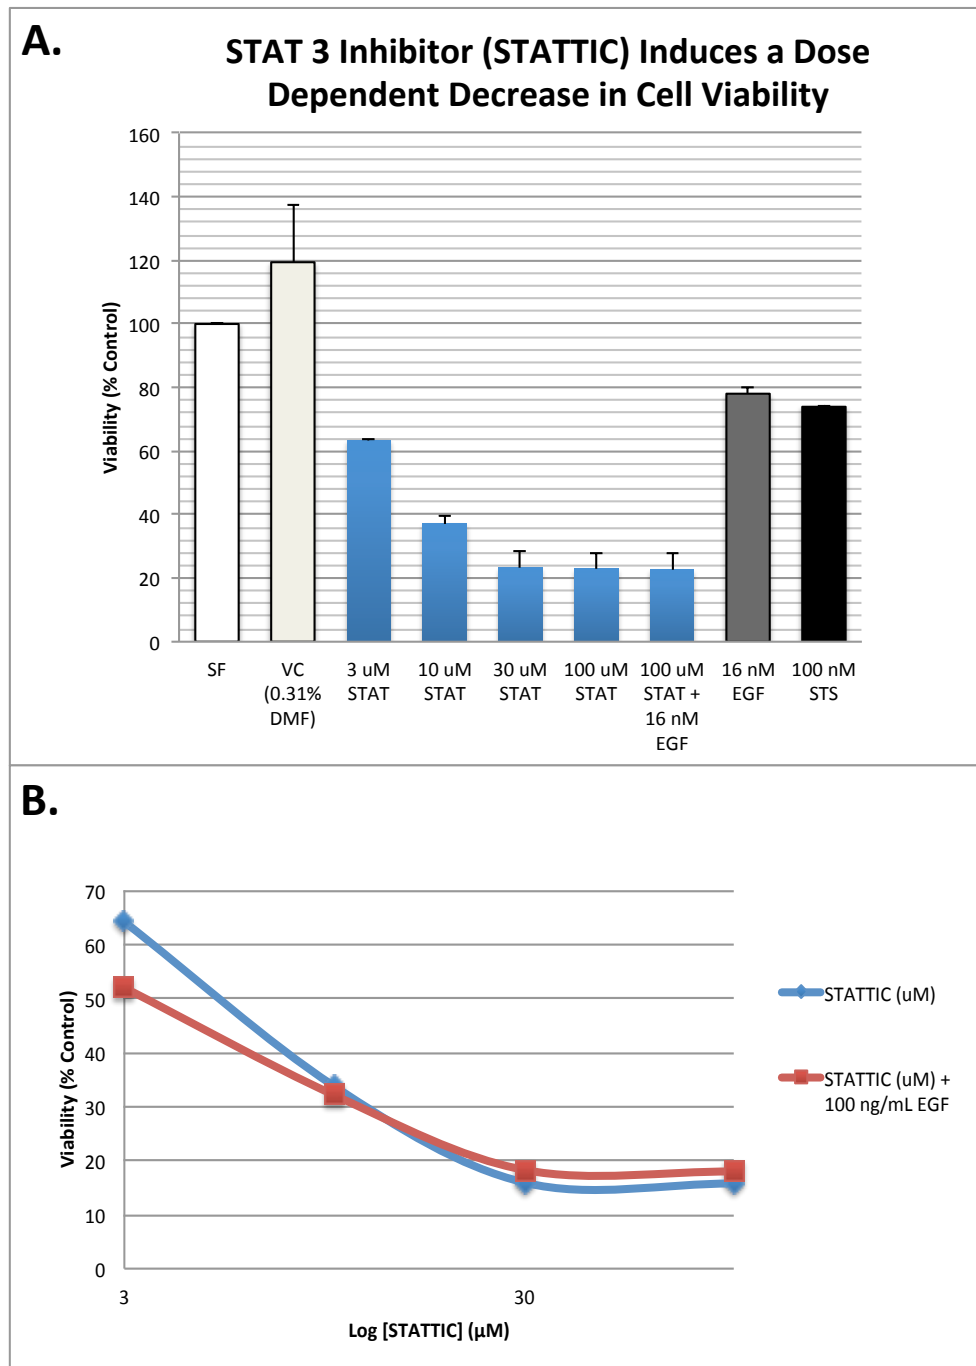 A.
STAT 3 Inhibitor (STATTIC) Induces a Dose
Dependent Decrease in Cell Viability
160
140
120
100
80
60
40
20
0
Viability (% Control)
SF
VC
(0.31%
DMF)
3 uM
STAT
10 uM
STAT
30 uM
STAT
100 uM
STAT
100 uM
STAT +
16 nM
EGF
16 nM
EGF
100 nM
STS
B.
70
60
50
40
30
20
10
0
Viability (% Control)
3
30
Log [STATTIC] (μM)
STATTIC (uM)
STATTIC (uM) +
100 ng/mL EGF